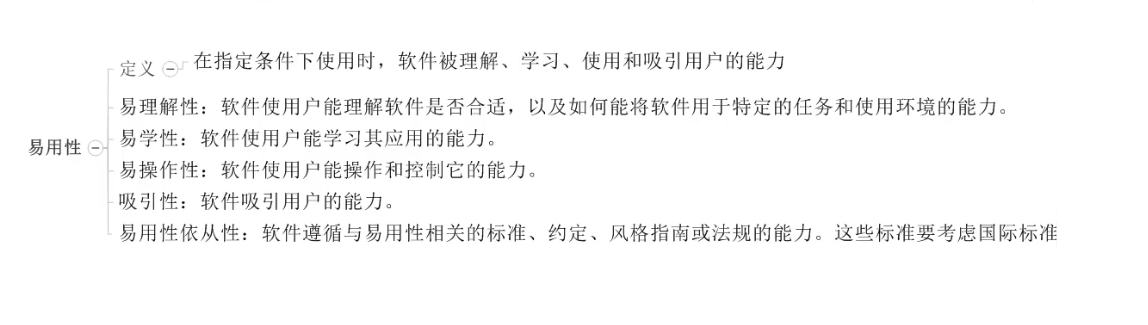 定义
在指定条件下使用时，软件被理解、学习、使用和吸引用户的能力
易理解性：软件使用户能理解软件是否合适，以及如何能将软件用于特定的任务和使用环境的能力。
易用性
易学性：软件使用户能学习其应用的能力。
易操作性：软件使用户能操作和控制它的能力。
吸引性：软件吸引用户的能力。
易用性依从性：软件遵循与易用性相关的标准、约定、风格指南或法规的能力。这些标准要考虑国际标准